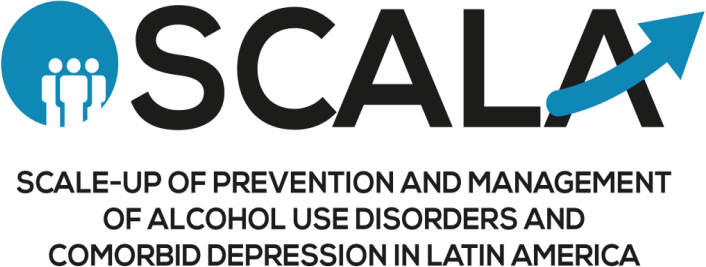 SCALA
SCALE-UP OF PREVENTION AND MANAGEMENT
OF ALCOHOL USE DISORDERS AND
COMORBID DEPRESSION IN LATIN AMERICA